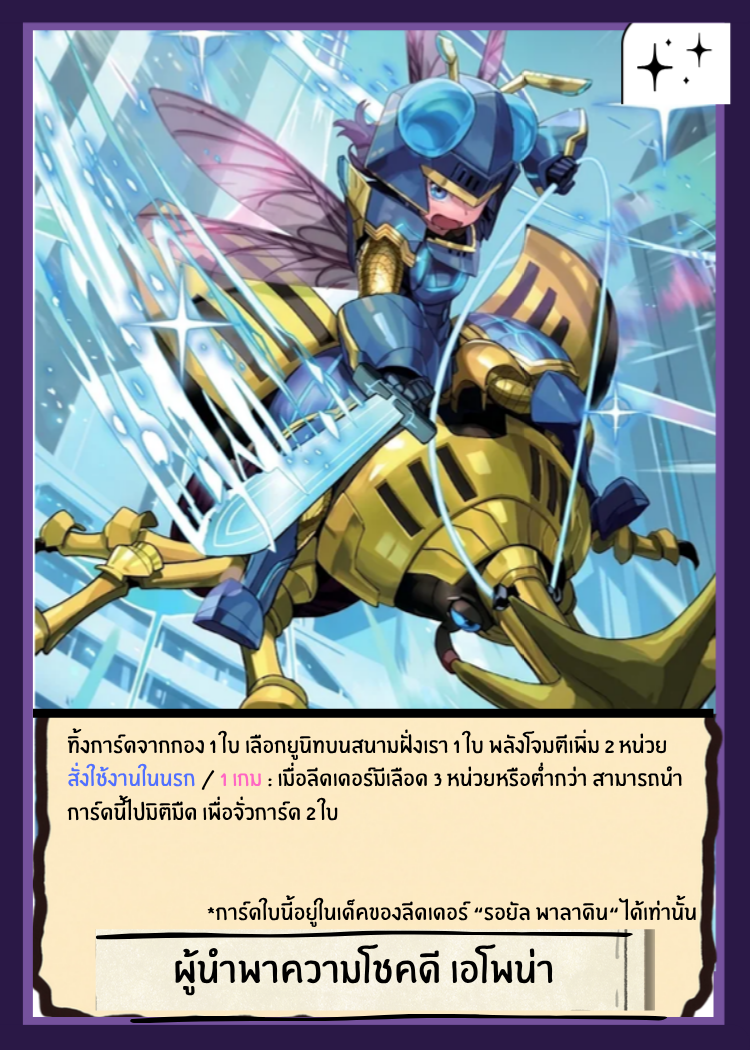 ทิ้งการ์ดจากกอง 1 ใบ เลือกยูนิทบนสนามฝั่งเรา 1 ใบ พลังโจมตีเพิ่ม 2 หน่วย
สั่งใช้งานในนรก / 1 เกม : เมื่อลีดเดอร์มีเลือด 3 หน่วยหรือต่ำกว่า สามารถนำ
การ์ดนี้ไปมิติมืด เพื่อจั่วการ์ด 2 ใบ
*การ์ดใบนี้อยู่ในเด็คของลีดเดอร์ “รอยัล พาลาดิน“ ได้เท่านั้น
ผู้นำพาความโชคดี เอโพน่า